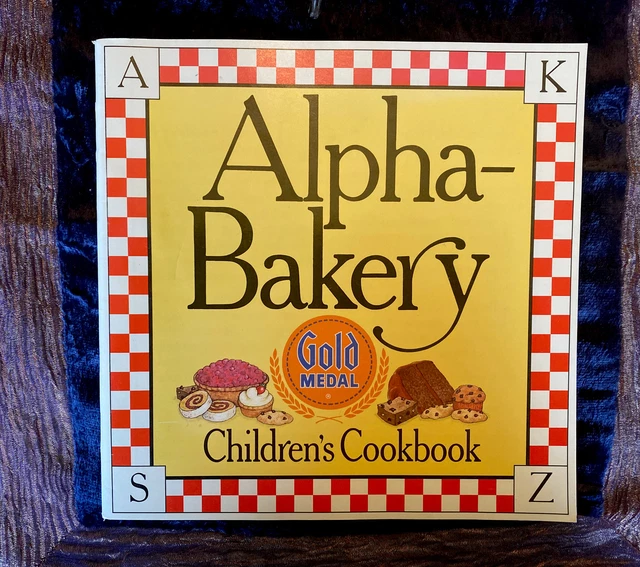 A
K
Alpha-
Bakery
Gold
MEDAL
Children's Cookbook
S
Z